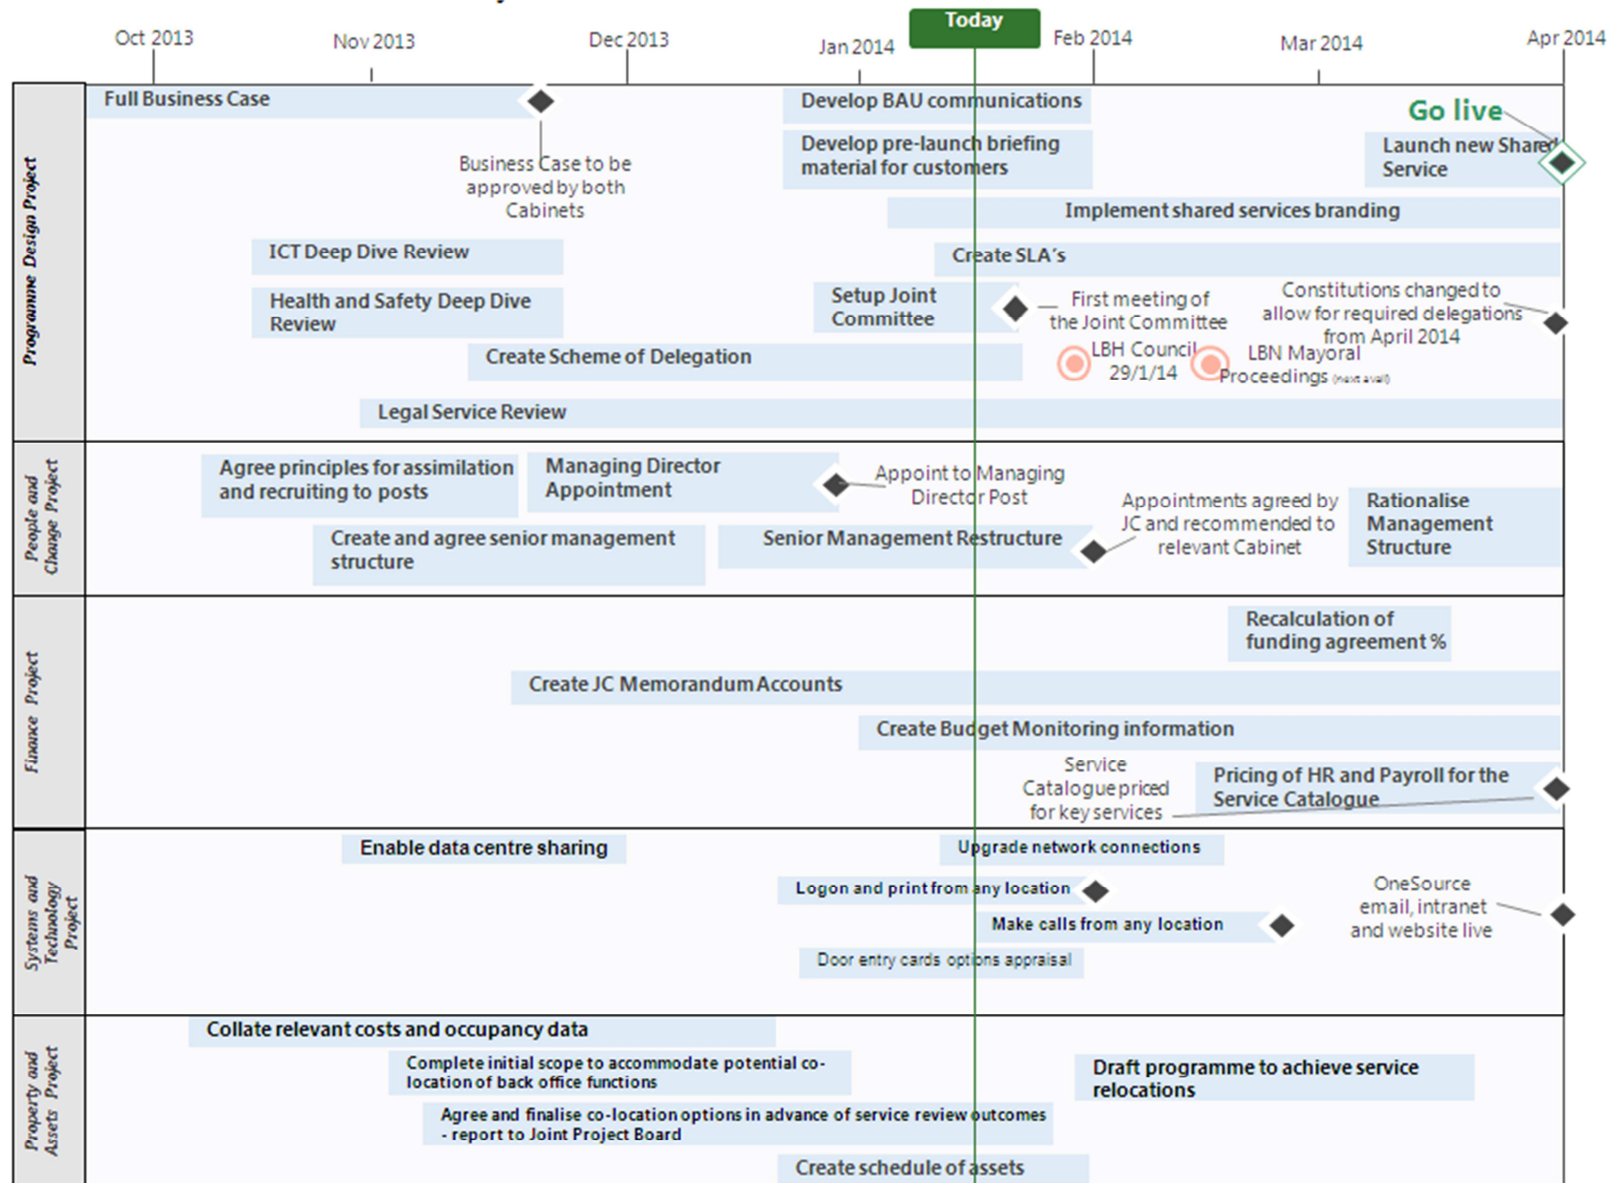 Today
Oct 2013
Nov 2013
Dec 2013
Jan 2014
Feb 2014
Mar 2014
Apr 2014
Programme Design Project
Full Business Case
Business Case to be
approved by both
Cabinets
Develop BAU communications
Develop pre-launch briefing
material for customers
Go live
Launch new Shared
Service
Implement shared services branding
ICT Deep Dive Review
Create SLA's
Health and Safety Deep Dive
Review
Setup Joint
Committee
First meeting of
the Joint Committee
Constitutions changed to
allow for required delegations
from April 2014
Create Scheme of Delegation
LBH Council
29/1/14
LBN Mayoral
Proceedings (next avail)
Legal Service Review
People and
Change Project
Agree principles for assimilation
and recruiting to posts
Managing Director
Appointment
Appoint to Managing
Director Post
Create and agree senior management
structure
Senior Management Restructure
Appointments agreed by
JC and recommended to
relevant Cabinet
Rationalise
Management
Structure
Finance Project
Recalculation of
funding agreement %
Create JC Memorandum Accounts
Create Budget Monitoring information
Service
Catalogue priced
for key services
Pricing of HR and Payroll for the
Service Catalogue
Systems and
Technology
Project
Enable data centre sharing
Upgrade network connections
Logon and print from any location
Make calls from any location
Door entry cards options appraisal
OneSource
email, intranet
and website live
Property and
Assets Project
Collate relevant costs and occupancy data
Complete initial scope to accommodate potential co-
location of back office functions
Agree and finalise co-location options in advance of service review outcomes
- report to Joint Project Board
Draft programme to achieve service
relocations
Create schedule of assets